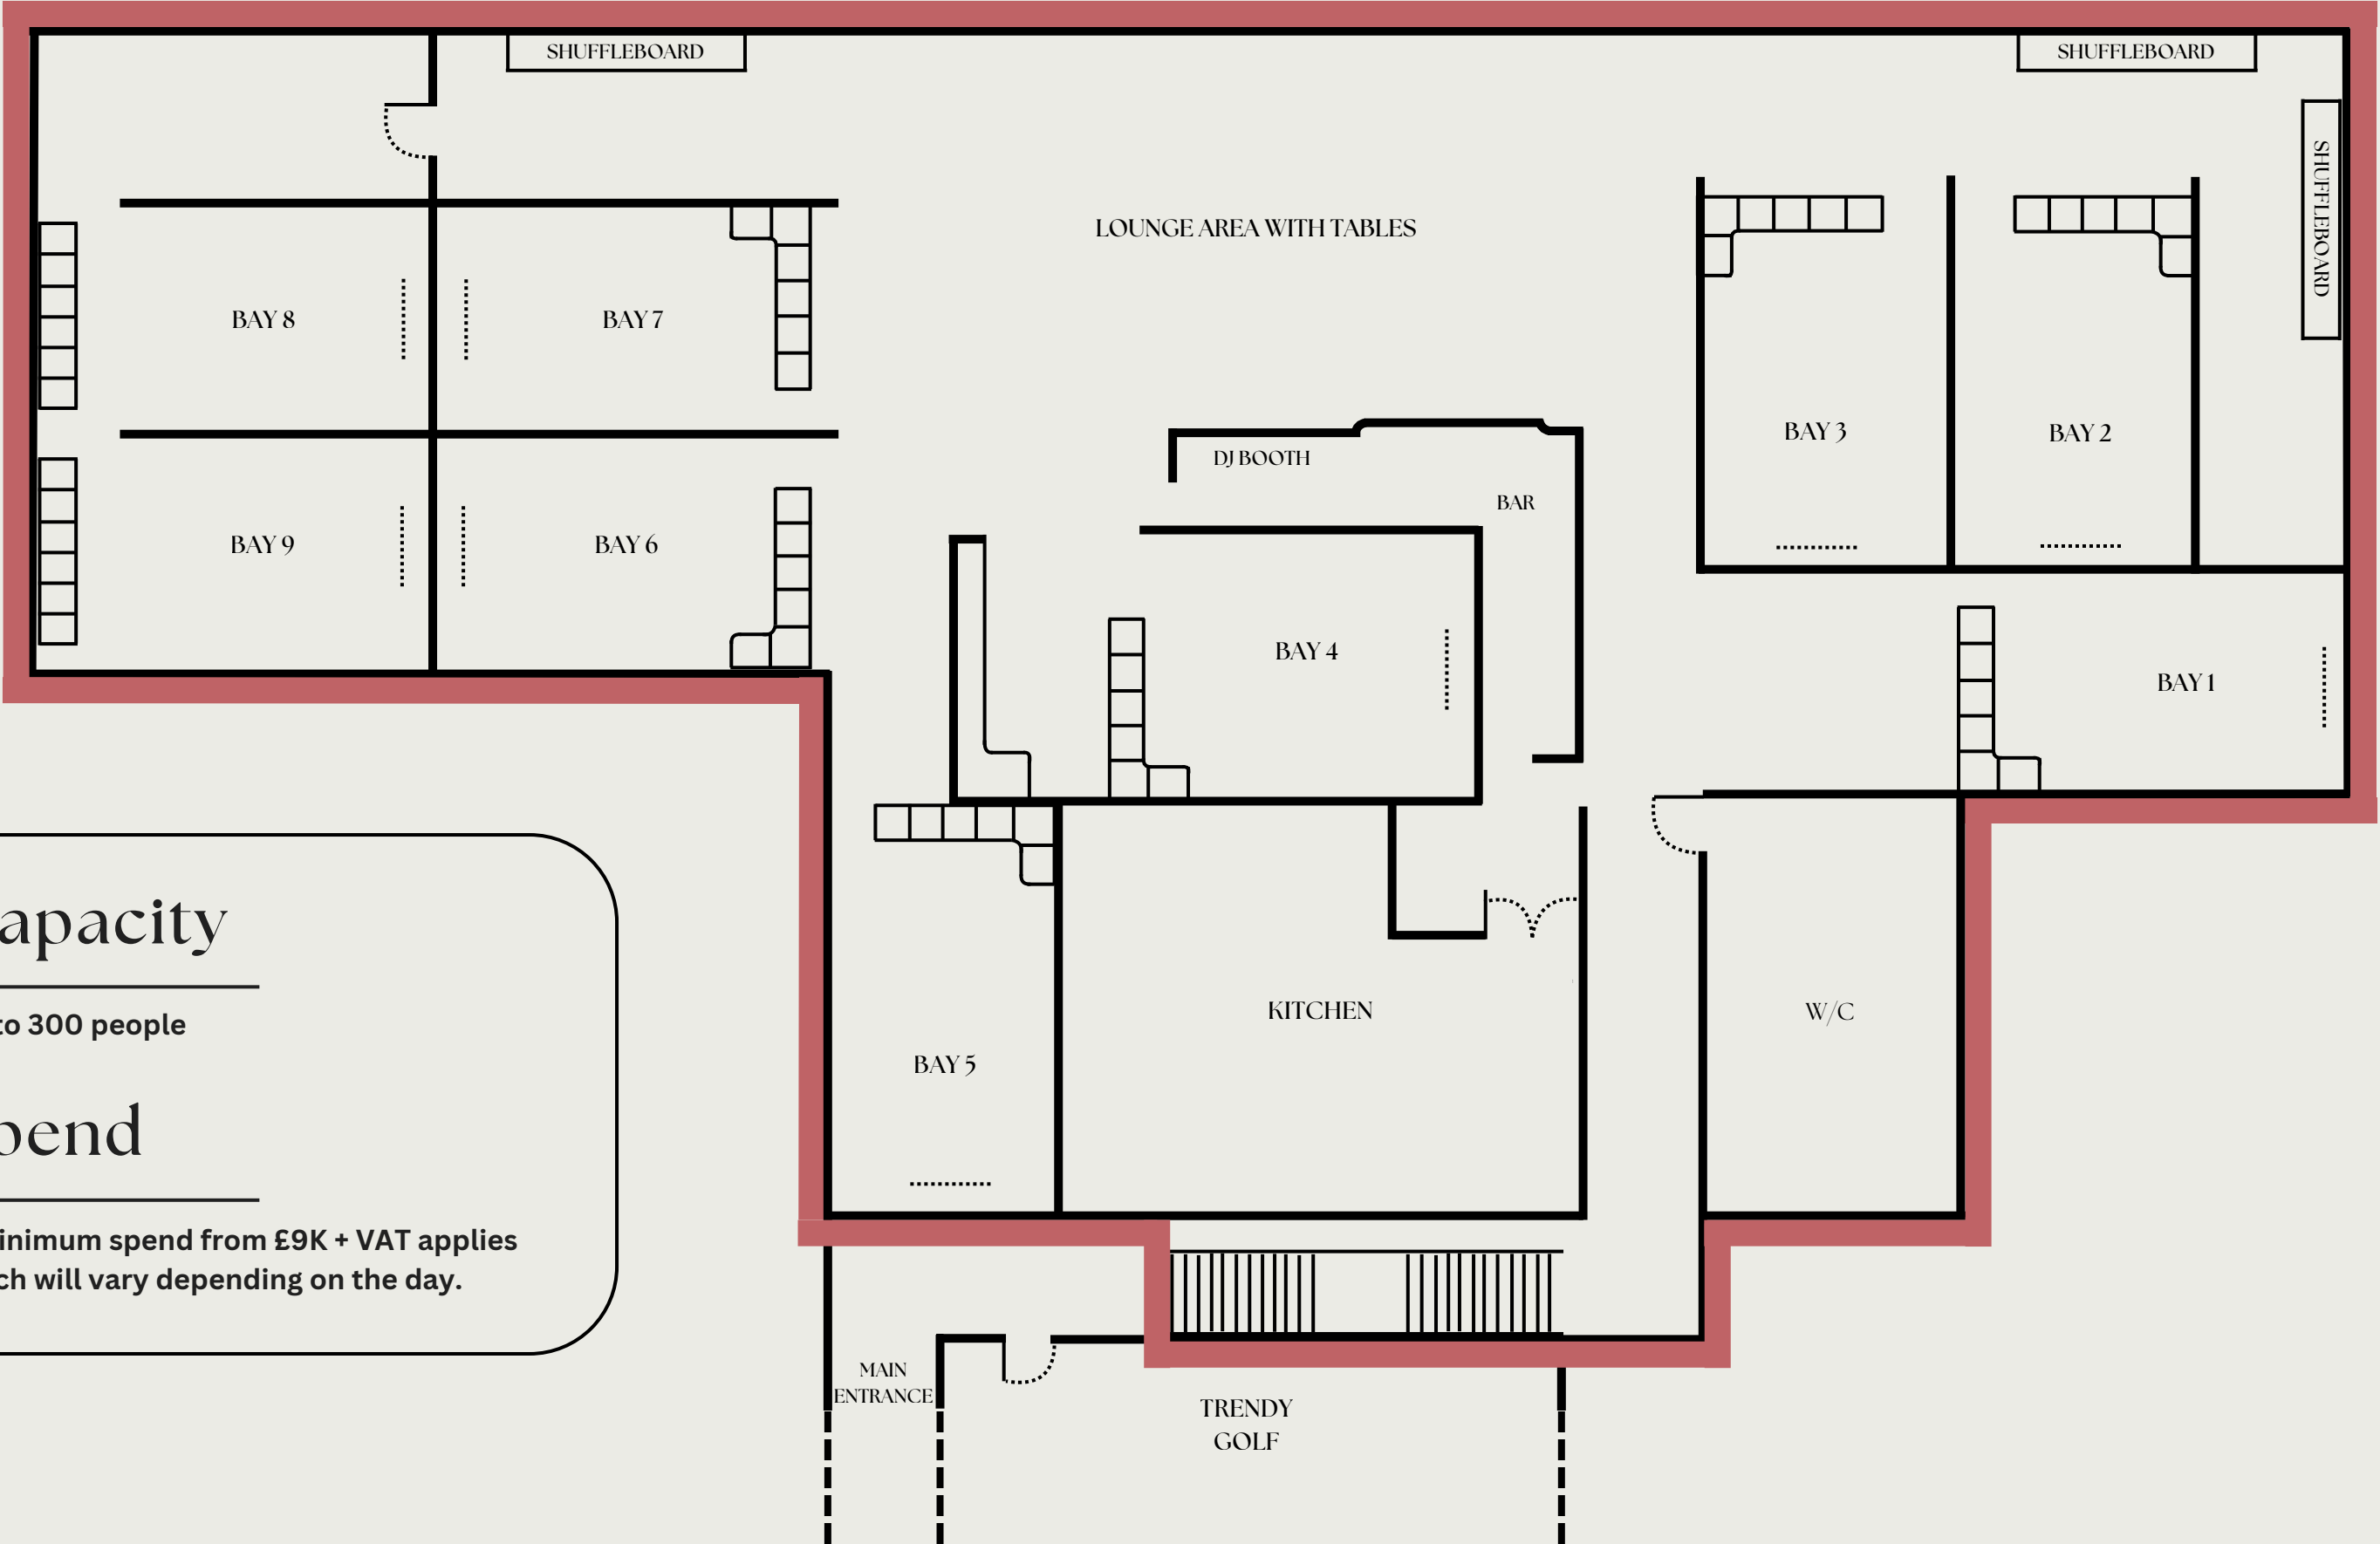 SHUFFLEBOARD
SHUFFLEBOARD
SHUFFLEBOARD
LOUNGE AREA WITH TABLES
BAY 8
BAY 7
BAY 3
BAY 2
DJ BOOTH
BAR
BAY 9
BAY 6
BAY 4
BAY 1
apacity
to 300 people
pend
inimum spend from £9K + VAT applies
ch will vary depending on the day.
KITCHEN
W/C
BAY 5
MAIN
ENTRANCE
TRENDY
GOLF